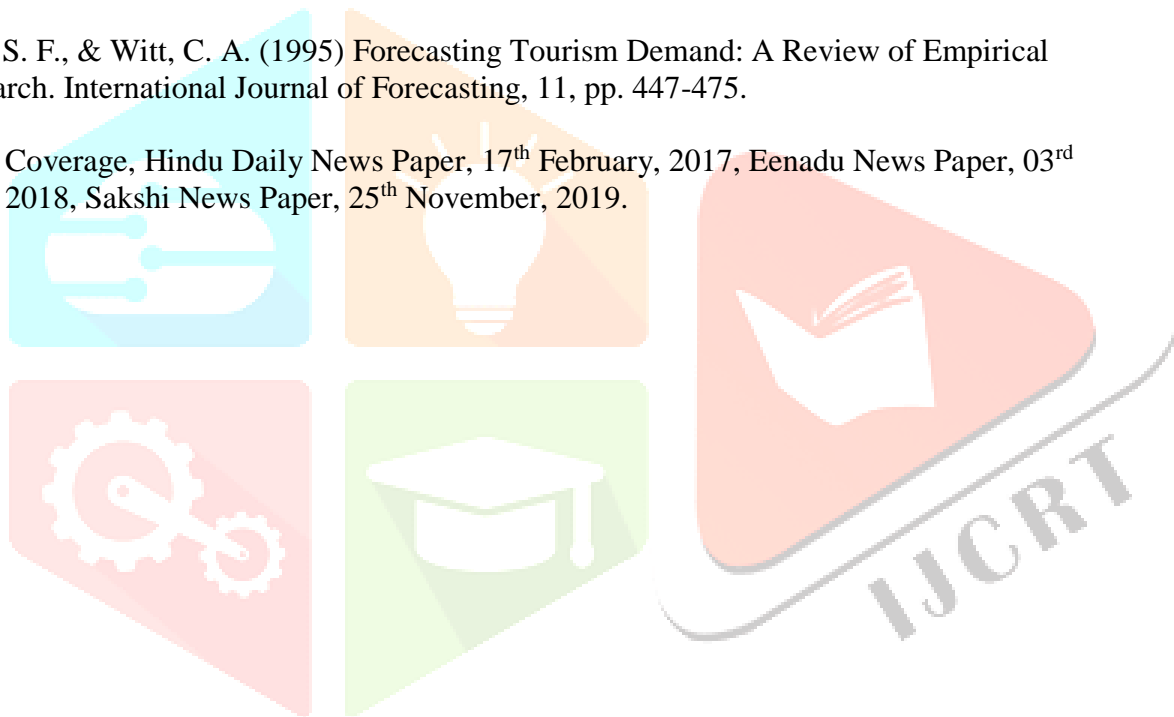 S. F., & Witt, C. A. (1995) Forecasting Tourism Demand: A Review of Empirical
arch. International Journal of Forecasting, 11, pp. 447-475.
Coverage, Hindu Daily News Paper, 17th February, 2017, Eenadu News Paper, 03rd
2018, Sakshi News Paper, 25th November, 2019.
IJCRT